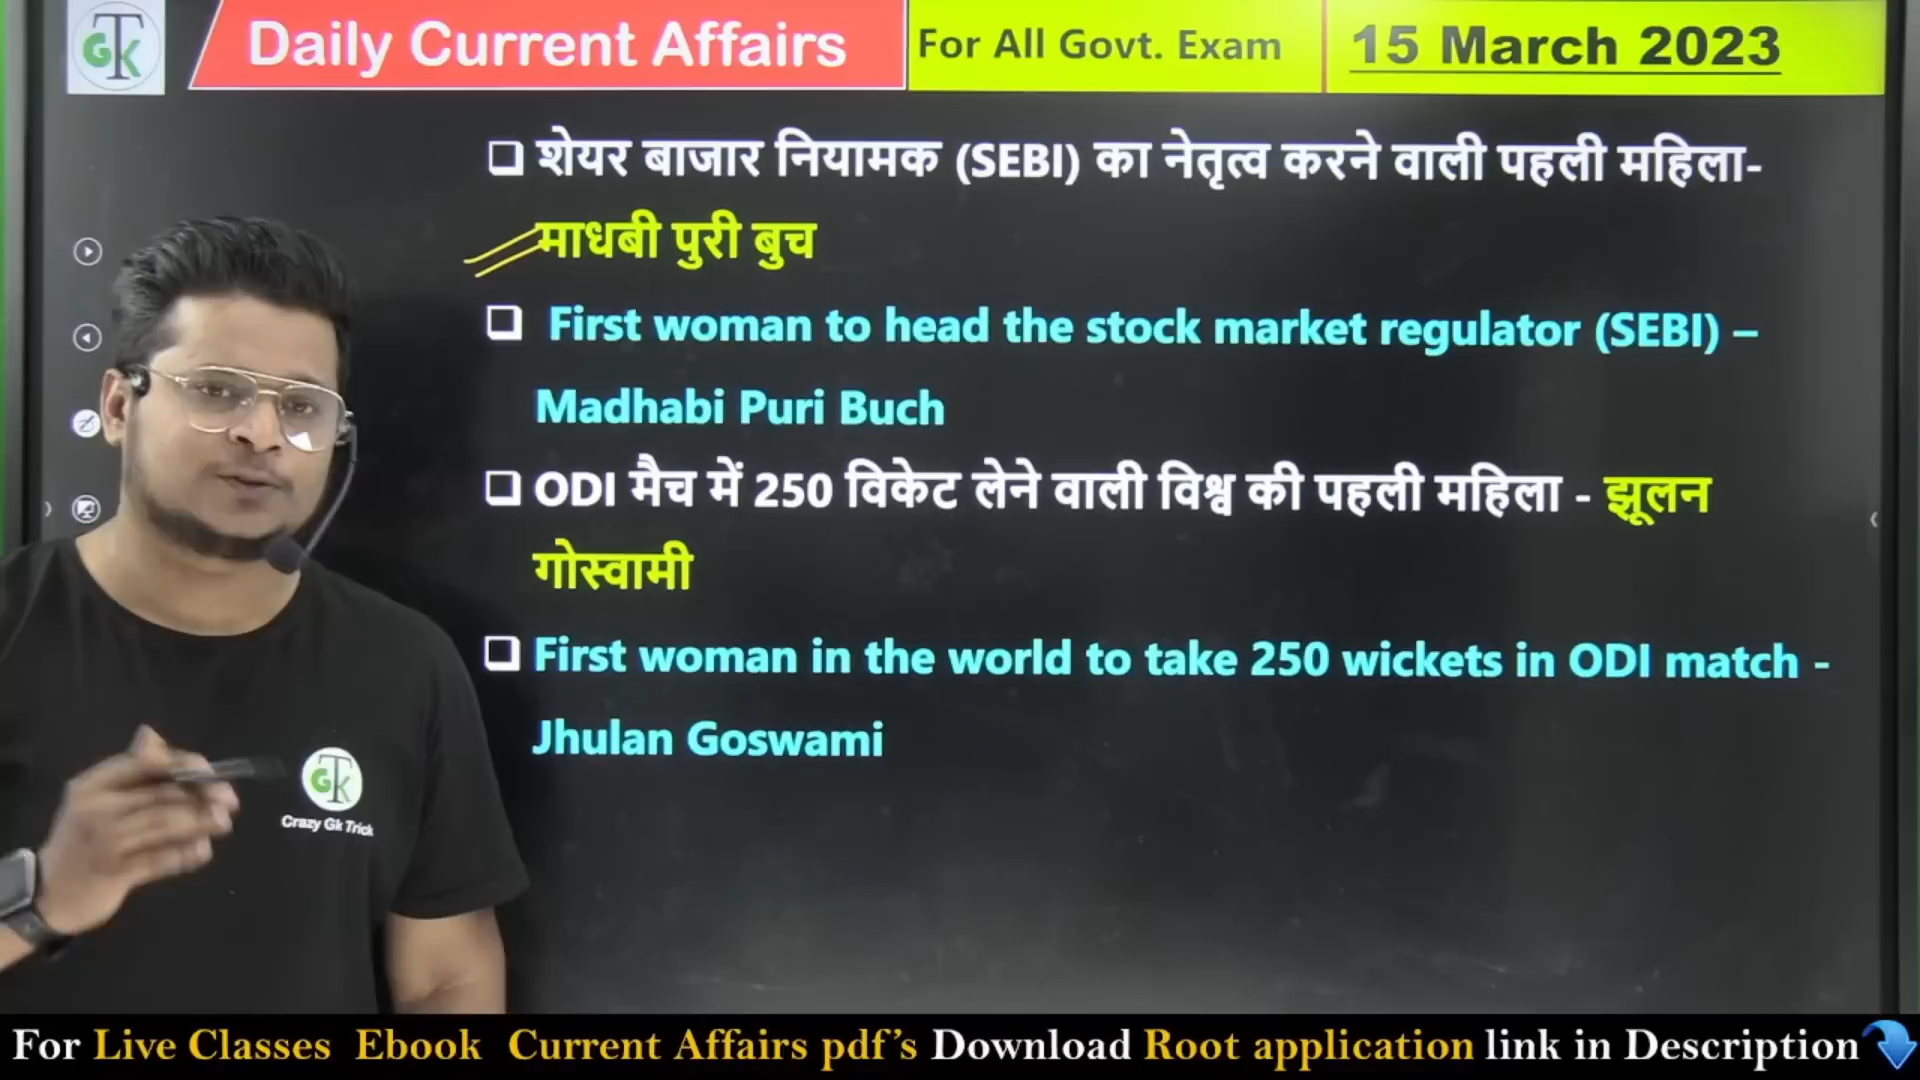 GTK
Daily Current Affairs
For All Govt. Exam
15 March 2023
शेयर बाजार नियामक (SEBI) का नेतृत्व करने वाली पहली महिला-
माधबी पुरी बुच
First woman to head the stock market regulator (SEBI) –
Madhabi Puri Buch
ODI मैच में 250 विकेट लेने वाली विश्व की पहली महिला - झूलन
गोस्वामी
First woman in the world to take 250 wickets in ODI match -
Jhulan Goswami
GTK
Crazy Gk Trick
For Live Classes Ebook Current Affairs pdf’s Download Root application link in Description